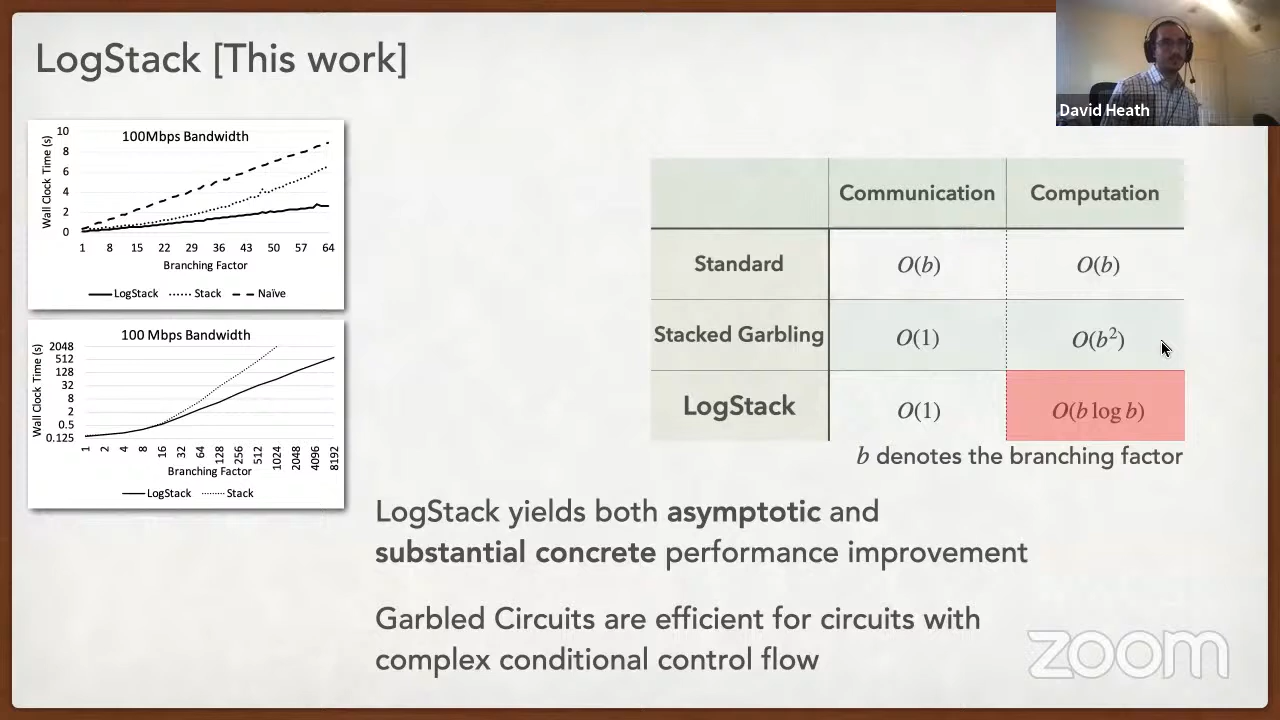 LogStack [This work]
David Heath
100Mbps Bandwidth
Wall Clock Time (s)
10
8
6
4
2
0
1 8 15 22 29 36 43 50 57 64
Branching Factor
LogStack Stack Naïve
100 Mbps Bandwidth
Wall Clock Time (s)
2048
512
128
32
8
2
0.5
0.125
1 2 4 8 16 32 64 128 256 512 1024 2048 4096 8192
Branching Factor
LogStack Stack
Communication Computation
Standard O(b) O(b)
Stacked Garbling O(1) O(b²)
LogStack O(1) O(b log b)
b denotes the branching factor
LogStack yields both asymptotic and
substantial concrete performance improvement
Garbled Circuits are efficient for circuits with
complex conditional control flow
zoom